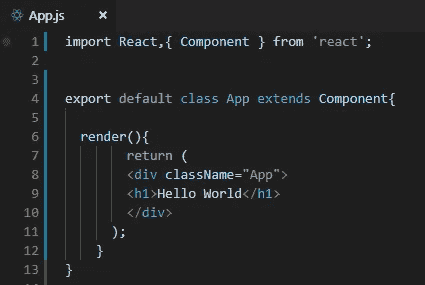 App.js ×
1 import React,{ Component } from 'react';
2
3
4 export default class App extends Component{
5
6   render(){
7         return (
8         <div className="App">
9         <h1>Hello World</h1>
10         </div>
11       );
12     }
13 }